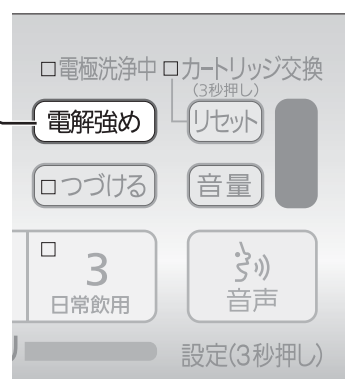 □電極洗浄中 □カートリッジ交換
(3秒押し)
電解強め リセット
□つづける 音量
3
日常飲用
音声
設定(3秒押し)